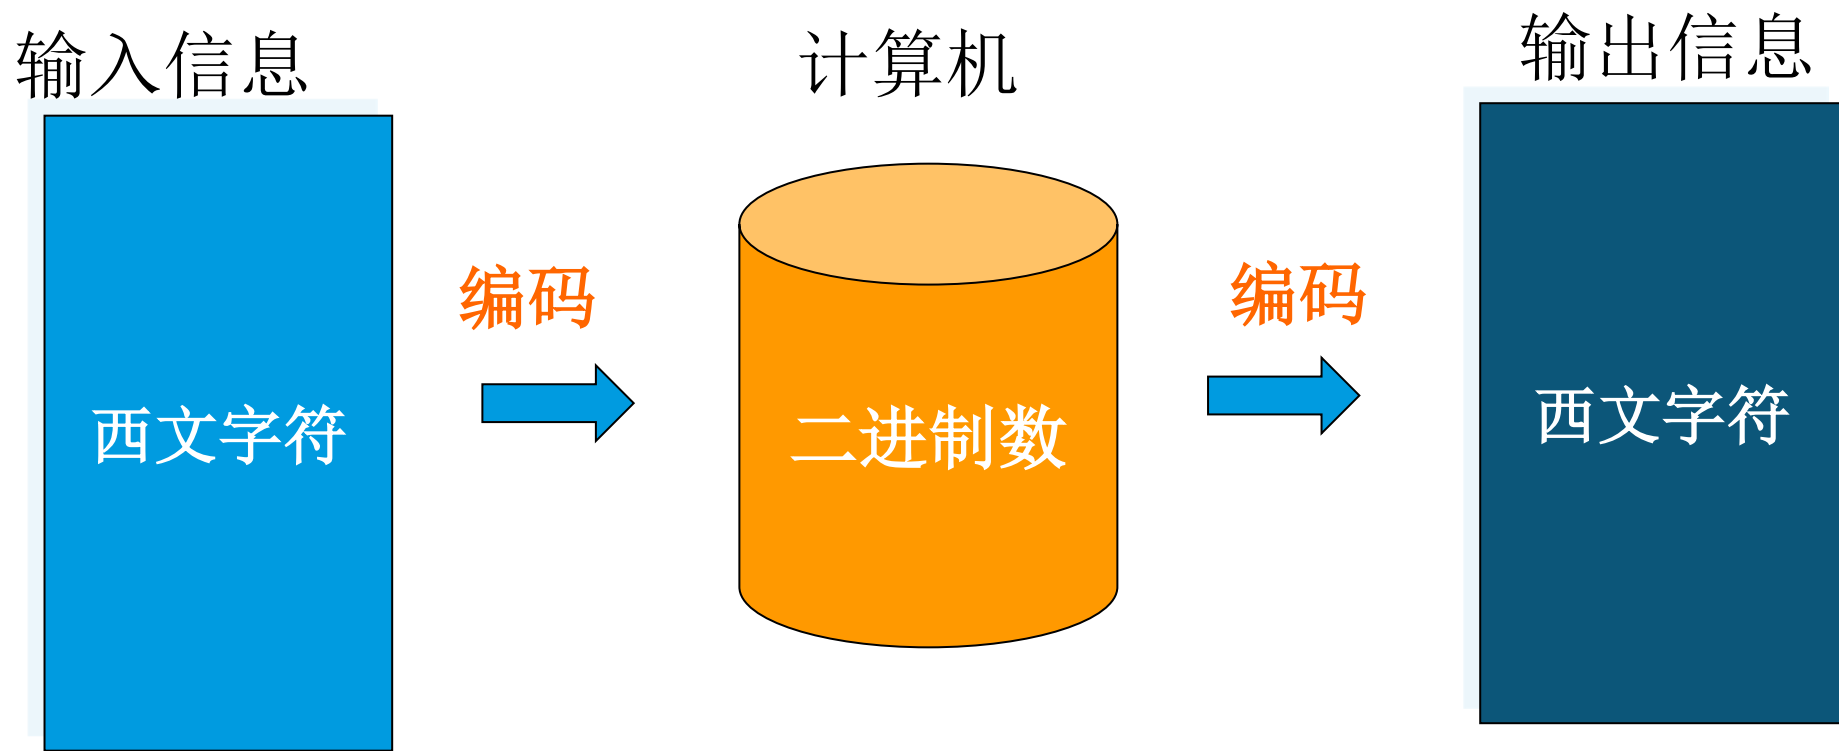 输入信息
计算机
输出信息
编码
编码
西文字符
二进制数
西文字符